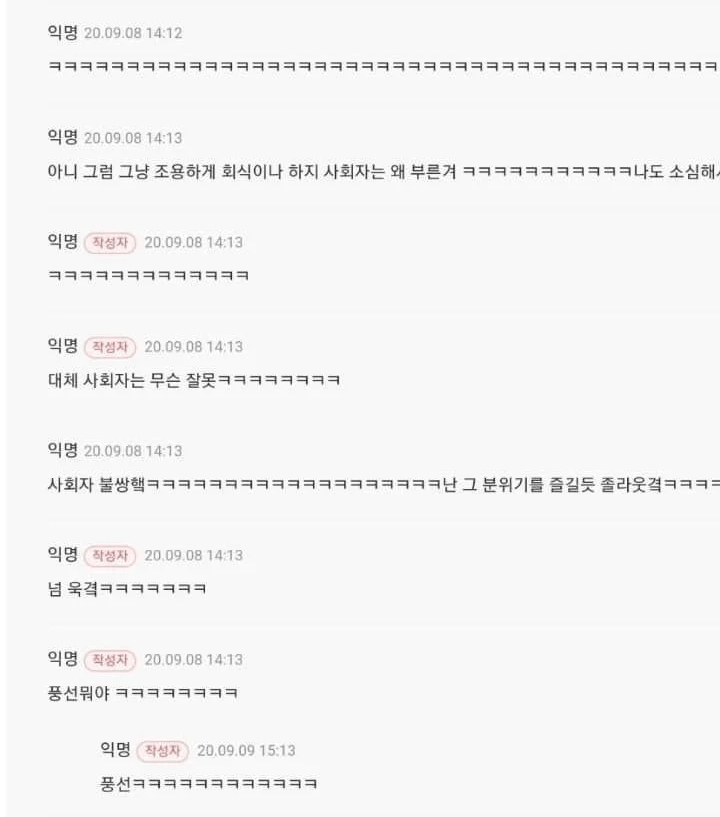 익명 20.09.08 14:12
ㅋㅋㅋㅋㅋㅋㅋㅋㅋㅋㅋㅋㅋㅋㅋㅋㅋㅋㅋㅋㅋㅋㅋㅋㅋㅋㅋㅋㅋㅋㅋㅋㅋㅋㅋㅋㅋㅋㅋㅋㅋㅋㅋ
익명 20.09.08 14:13
아니 그럼 그냥 조용하게 회식이나 하지 사회자는 왜 부른겨 ㅋㅋㅋㅋㅋㅋㅋㅋㅋㅋㅋ나도 소심해
익명 작성자 20.09.08 14:13
ㅋㅋㅋㅋㅋㅋㅋㅋㅋㅋㅋㅋㅋ
익명 작성자 20.09.08 14:13
대체 사회자는 무슨 잘못ㅋㅋㅋㅋㅋㅋㅋㅋ
익명 20.09.08 14:13
사회자 불쌍핵ㅋㅋㅋㅋㅋㅋㅋㅋㅋㅋㅋㅋㅋㅋㅋㅋㅋㅋㅋ난 그 분위기를 즐길듯 졸라웃겱ㅋㅋㅋㅋ
익명 작성자 20.09.08 14:13
넘 욱겱ㅋㅋㅋㅋㅋㅋㅋ
익명 작성자 20.09.08 14:13
풍선뭐야 ㅋㅋㅋㅋㅋㅋㅋㅋ
익명 작성자 20.09.09 15:13
풍선ㅋㅋㅋㅋㅋㅋㅋㅋㅋㅋㅋㅋ